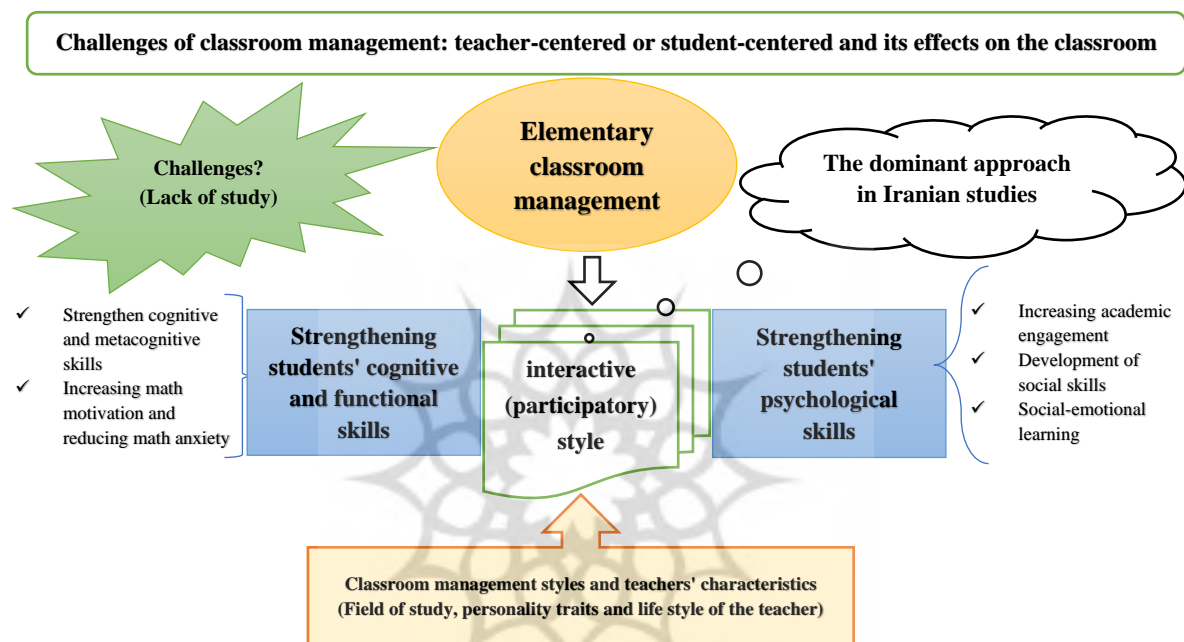 Challenges of classroom management: teacher-centered or student-centered and its effects on the classroom
Challenges?
(Lack of study)
Elementary
classroom
management
The dominant approach
in Iranian studies
✓ Strengthen cognitive
and metacognitive
skills
✓ Increasing math
motivation and
reducing math anxiety
Strengthening
students' cognitive
and functional
skills
interactive
(participatory)
style
Strengthening
students'
psychological
skills
✓ Increasing academic
engagement
✓ Development of
social skills
✓ Social-emotional
learning
Classroom management styles and teachers' characteristics
(Field of study, personality traits and life style of the teacher)